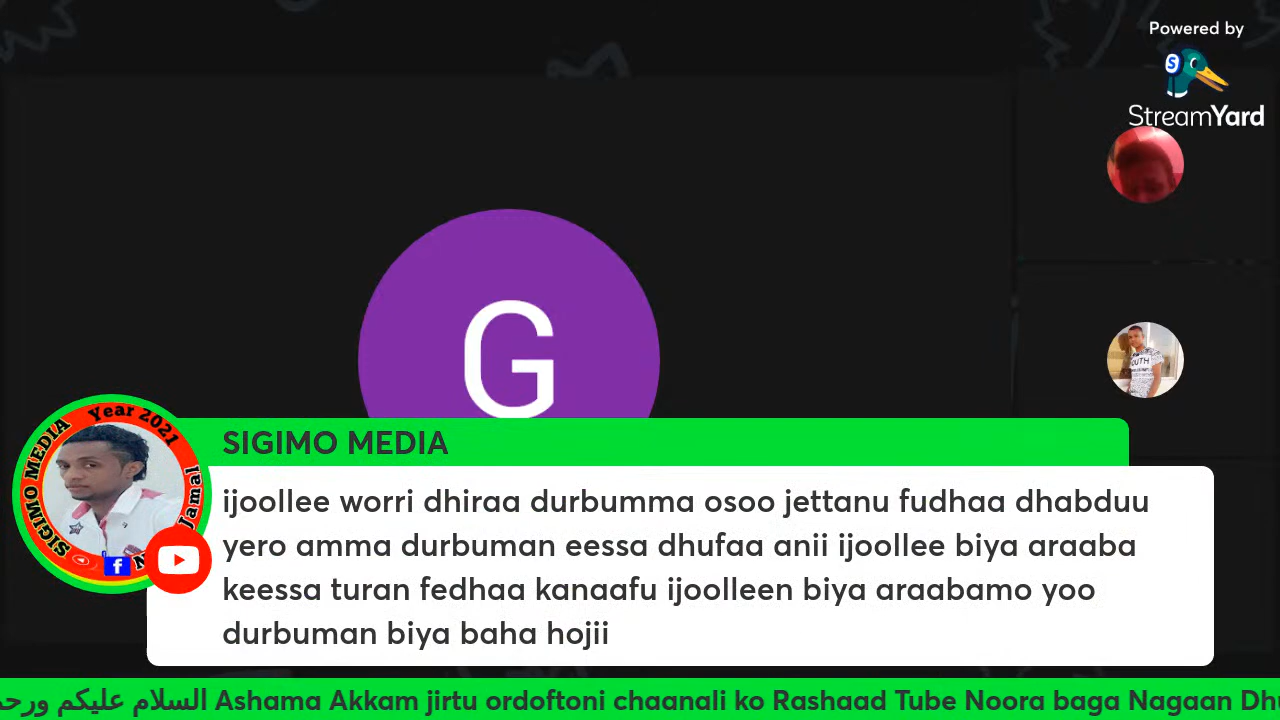 Powered by
S
StreamYard
G
SIGIMO MEDIA Year 2021
Jamal
f
OUTH
SIGIMO MEDIA
ijoollee worri dhiraa durbumma osoo jettanu fudhaa dhabduu
yero amma durbuman eessa dhufaa anii ijoollee biya araaba
keessa turan fedhaa kanaafu ijoolleen biya araabamo yoo
durbuman biya baha hojii
السلام عليكم Ashama Akkam jirtu ordoftoni chaanali ko Rashaad Tube Noora baga Nagaan